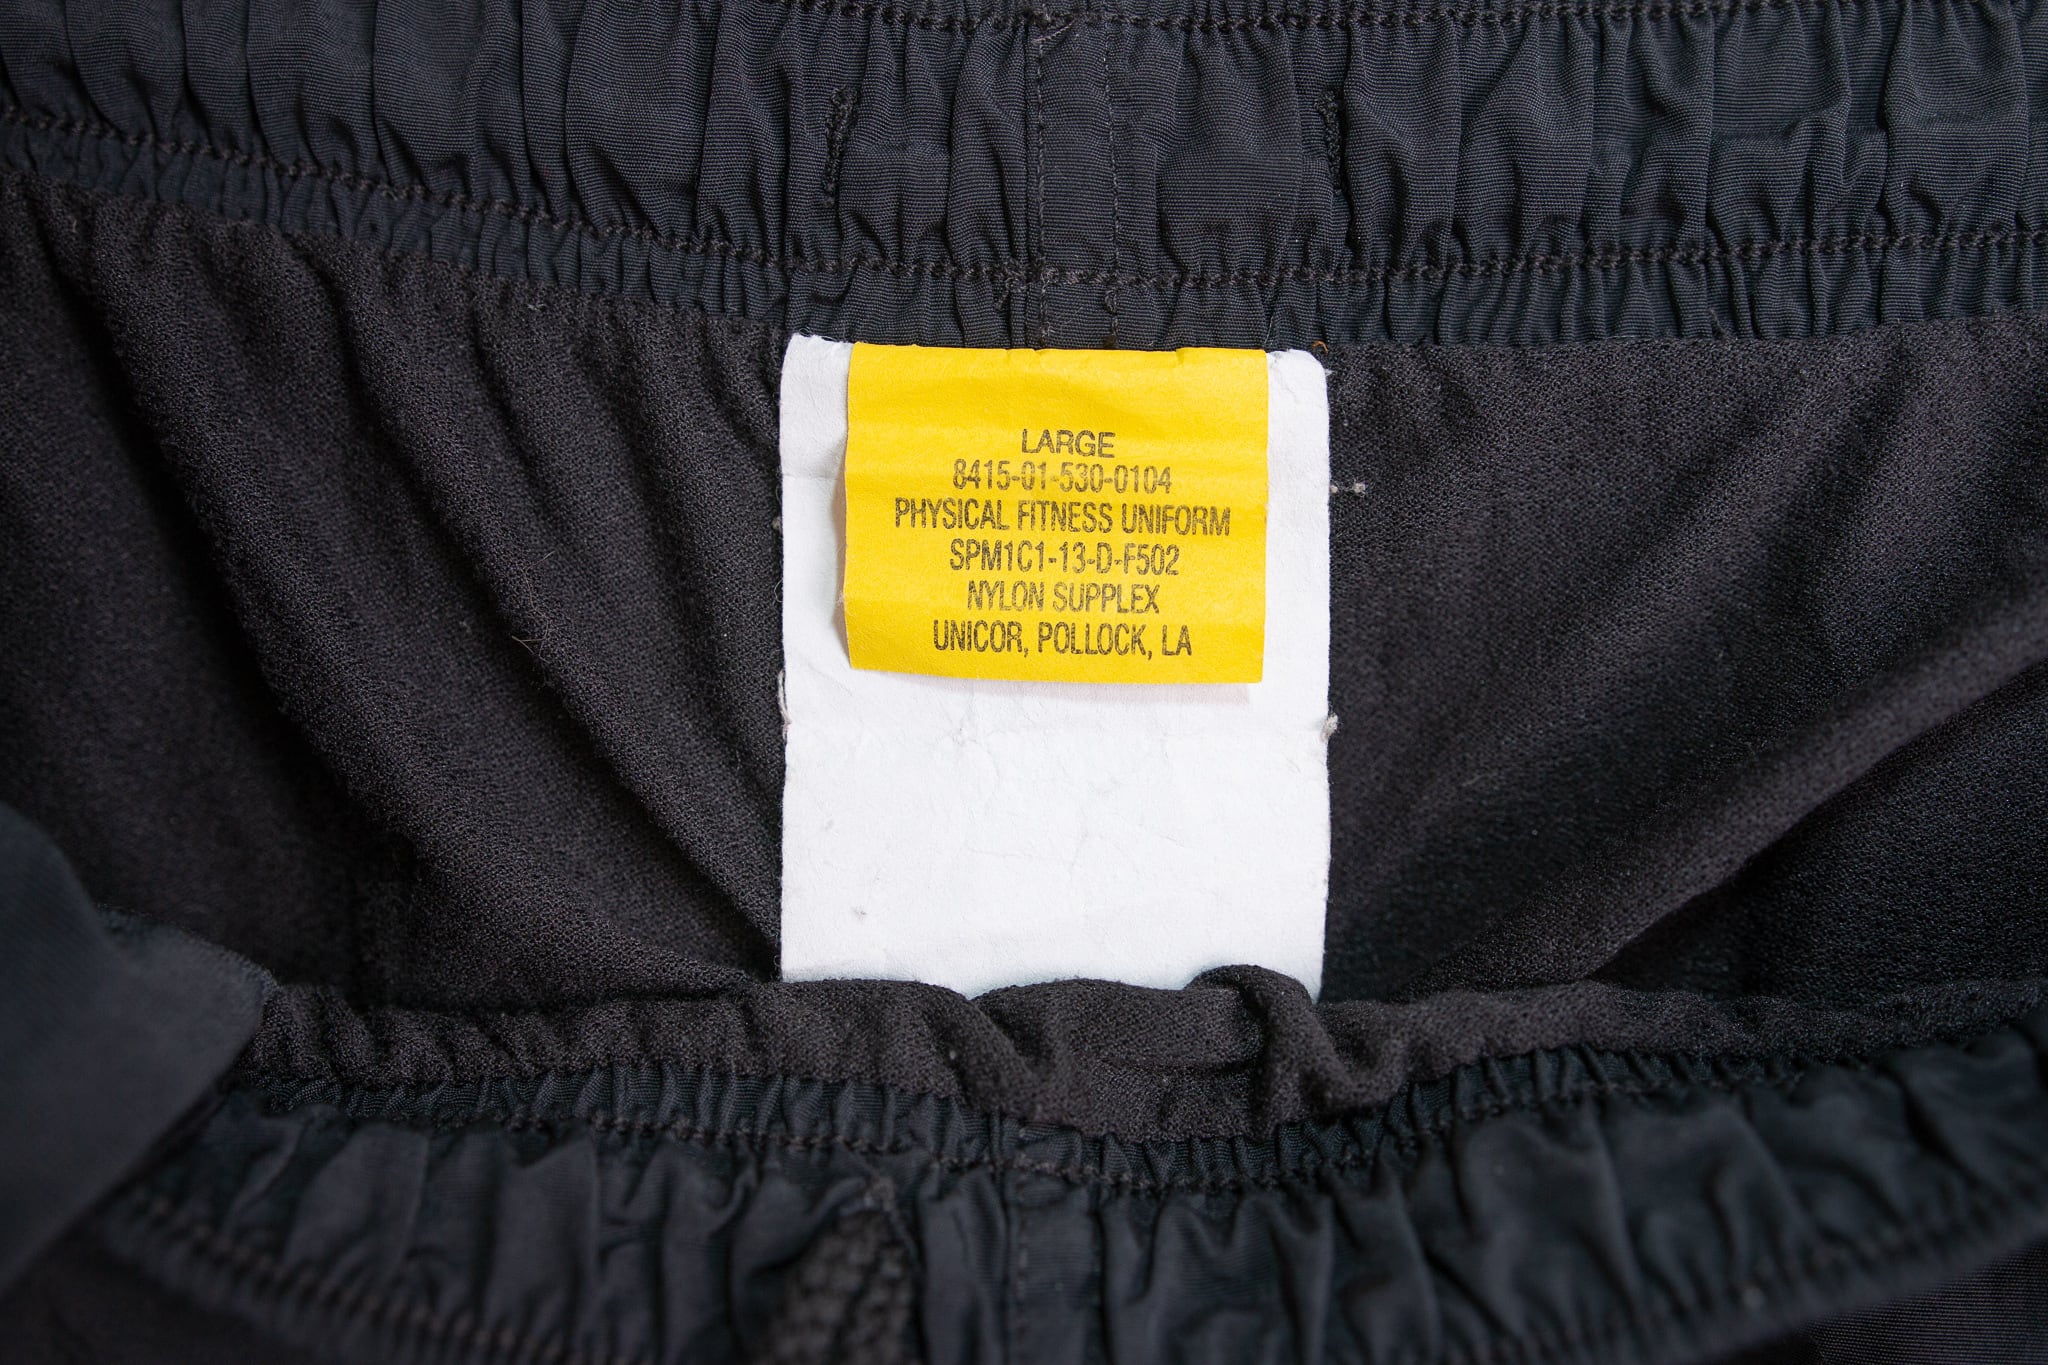 LARGE
8415-01-530-0104
PHYSICAL FITNESS UNIFORM
SPM1C1-13-D-F502
NYLON SUPPLEX
UNICOR, POLLOCK, LA